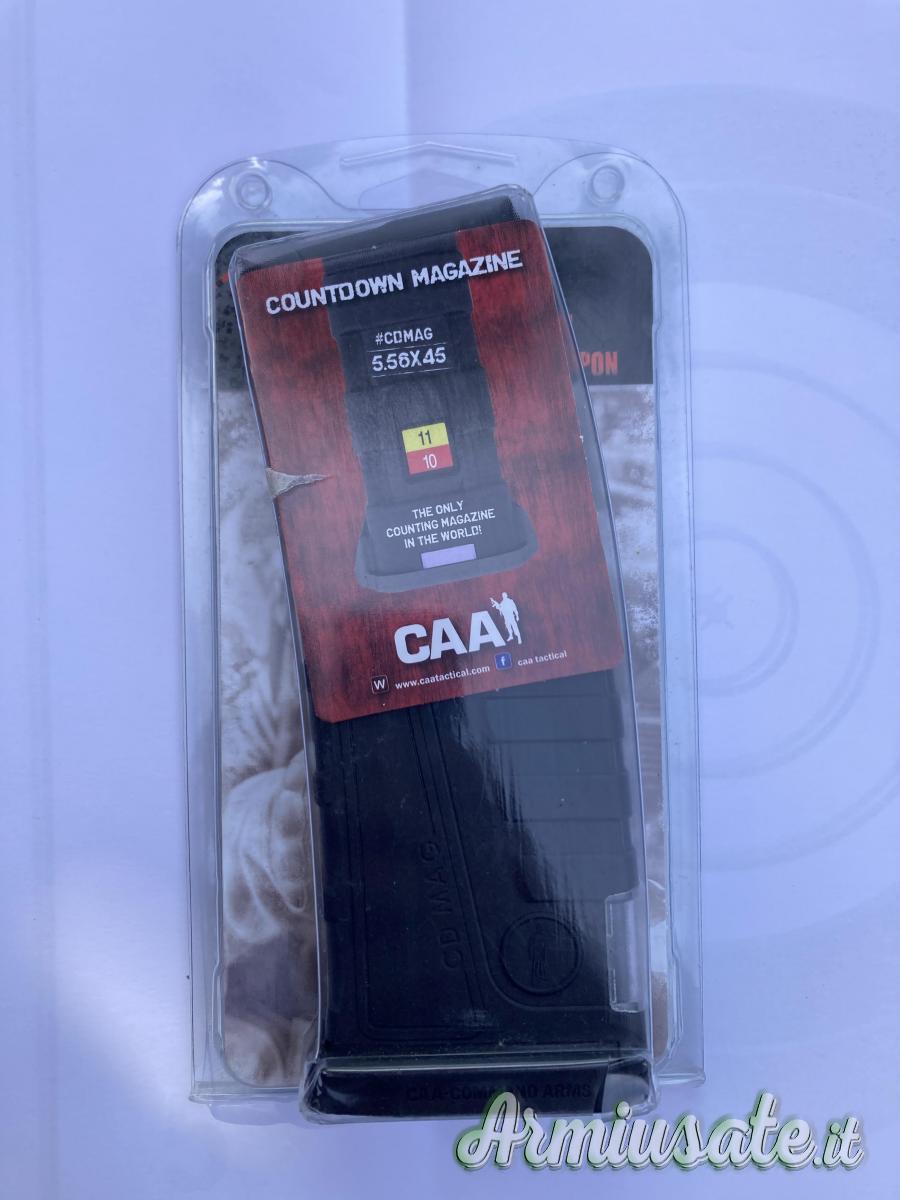 COUNTDOWN MAGAZINE
PON
#CDMAG
5.56X45
11
10
THE ONLY
COUNTING MAGAZINE
IN THE WORLD!
CAA
W www.caatactical.com f caa tactical
CD MAG
CAA-COMMAND ARMS
Armiusate.it